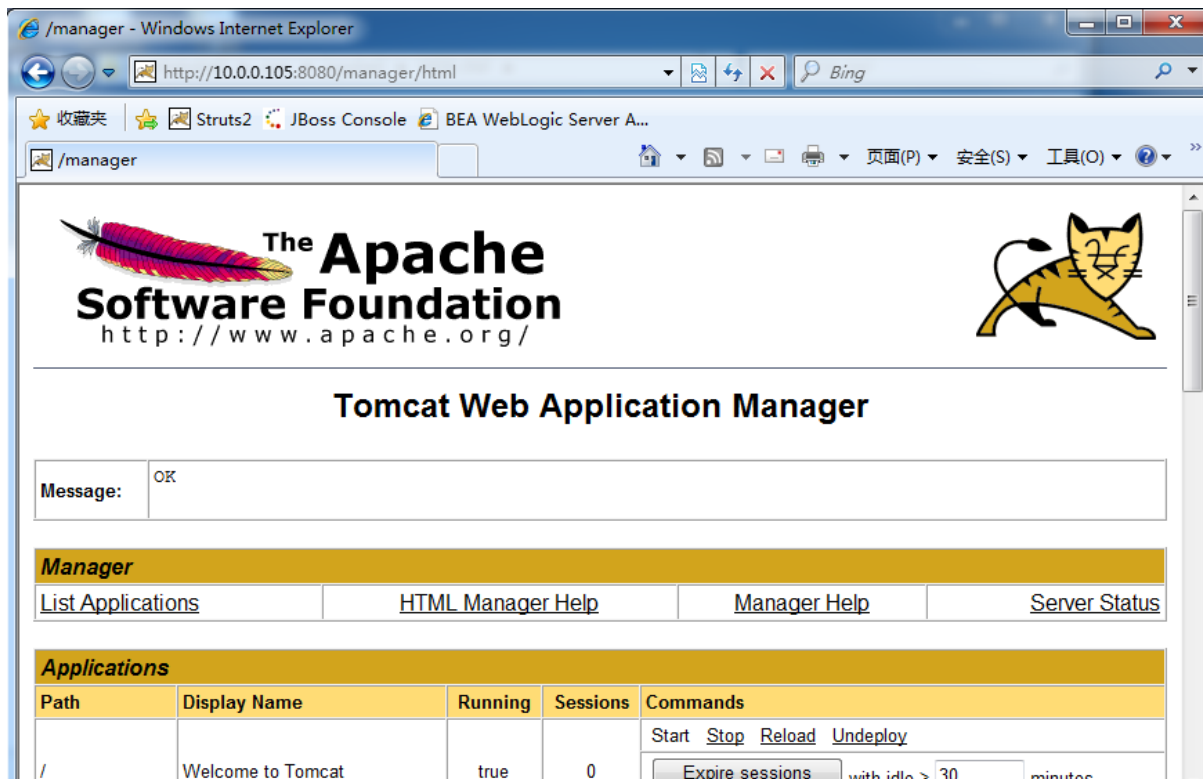 /manager - Windows Internet Explorer
http://10.0.0.105:8080/manager/html Bing
收藏夹 Struts2 JBoss Console BEA WebLogic Server A...
/manager 页面(P) 安全(S) 工具(O) »
The Apache
Software Foundation
http://www.apache.org/
Tomcat Web Application Manager
Message: OK
Manager
List Applications HTML Manager Help Manager Help Server Status
Applications
Path Display Name Running Sessions Commands
Start Stop Reload Undeploy
/ Welcome to Tomcat true 0 Expire sessions with idle ≥ 30 minutes